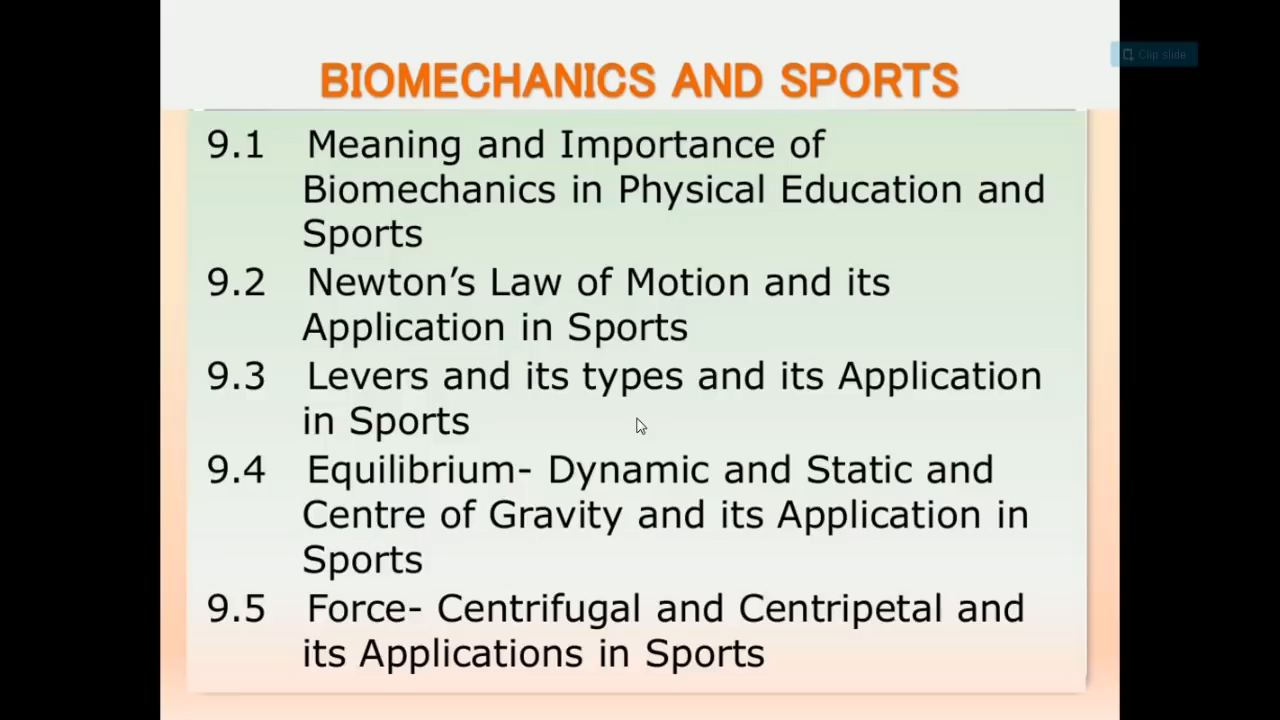 Clip slide
BIOMECHANICS AND SPORTS
9.1 Meaning and Importance of
Biomechanics in Physical Education and
Sports
9.2 Newton’s Law of Motion and its
Application in Sports
9.3 Levers and its types and its Application
in Sports
9.4 Equilibrium- Dynamic and Static and
Centre of Gravity and its Application in
Sports
9.5 Force- Centrifugal and Centripetal and
its Applications in Sports